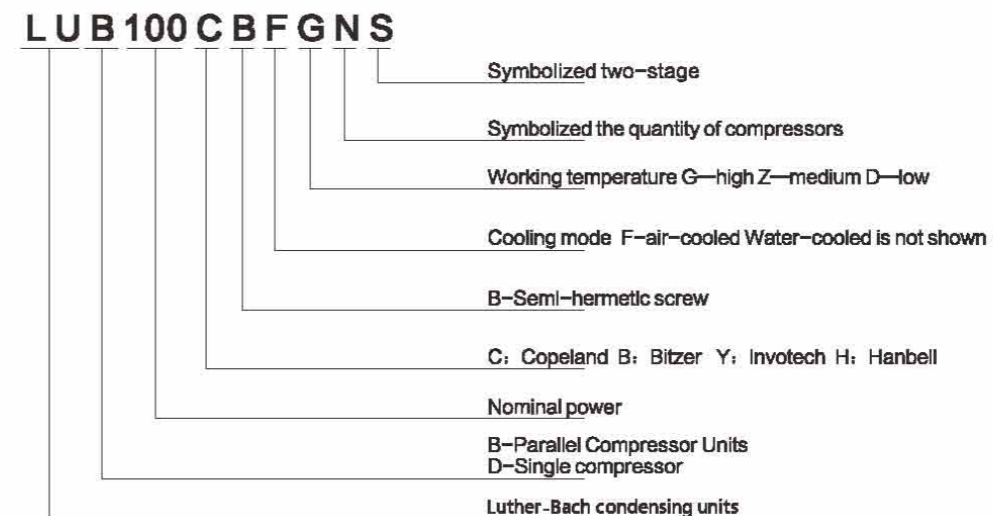 LUB100CBFGNS
Symbolized two-stage
Symbolized the quantity of compressors
Working temperature G—high Z—medium D—low
Cooling mode F-air-cooled Water-cooled is not shown
B-Semi-hermetic screw
C: Copeland B: Bitzer Y: Invotech H: Hanbell
Nominal power
B-Parallel Compressor Units
D-Single compressor
Luther-Bach condensing units